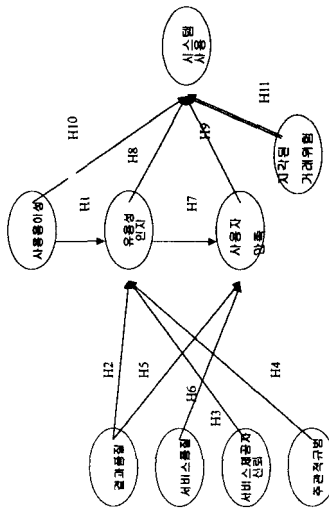 결과품질
서비스품질
서비스제공자
신뢰
주관적규범
H2
H5
H6
H3
H4
사용용이성
유용성
인지
사용자
만족
H1
H7
H10
H8
H9
H11
지각된
거래위험
시스템
사용